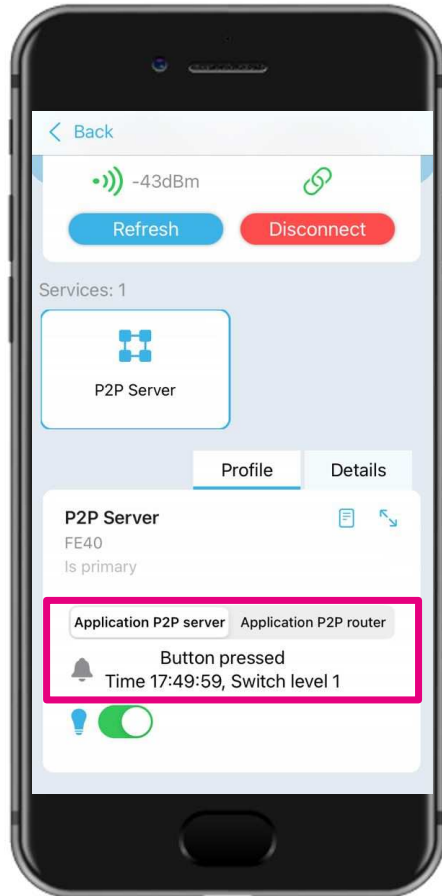 Back
-43dBm
Refresh Disconnect
Services: 1
P2P Server
Profile Details
P2P Server
FE40
Is primary
Application P2P server Application P2P router
Button pressed
Time 17:49:59, Switch level 1